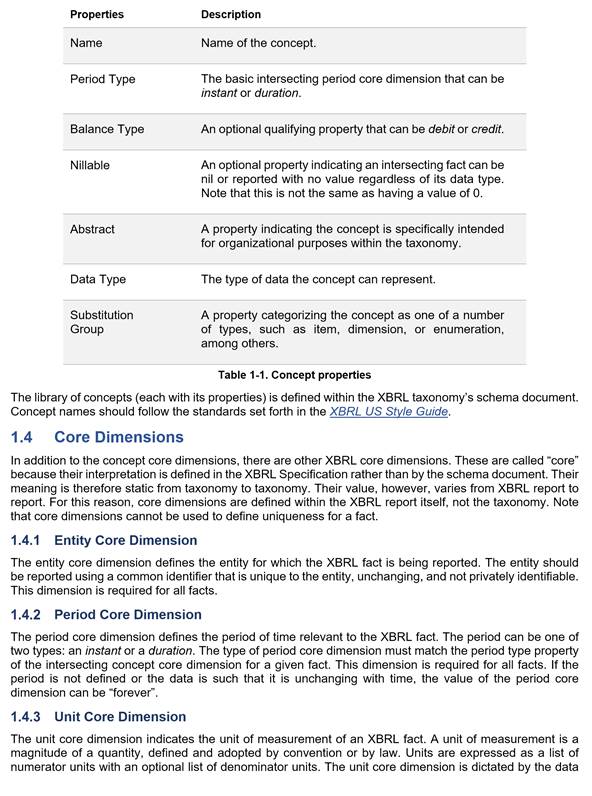 Properties Description
Name Name of the concept.
Period Type The basic intersecting period core dimension that can be
instant or duration.
Balance Type An optional qualifying property that can be debit or credit.
Nillable An optional property indicating an intersecting fact can be
nil or reported with no value regardless of its data type.
Note that this is not the same as having a value of 0.
Abstract A property indicating the concept is specifically intended
for organizational purposes within the taxonomy.
Data Type The type of data the concept can represent.
Substitution A property categorizing the concept as one of a number
Group of types, such as item, dimension, or enumeration,
among others.
Table 1-1. Concept properties
The library of concepts (each with its properties) is defined within the XBRL taxonomy's schema document.
Concept names should follow the standards set forth in the XBRL US Style Guide.
1.4 Core Dimensions
In addition to the concept core dimensions, there are other XBRL core dimensions. These are called “core”
because their interpretation is defined in the XBRL Specification rather than by the schema document. Their
meaning is therefore static from taxonomy to taxonomy. Their value, however, varies from XBRL report to
report. For this reason, core dimensions are defined within the XBRL report itself, not the taxonomy. Note
that core dimensions cannot be used to define uniqueness for a fact.
1.4.1 Entity Core Dimension
The entity core dimension defines the entity for which the XBRL fact is being reported. The entity should
be reported using a common identifier that is unique to the entity, unchanging, and not privately identifiable.
This dimension is required for all facts.
1.4.2 Period Core Dimension
The period core dimension defines the period of time relevant to the XBRL fact. The period can be one of
two types: an instant or a duration. The type of period core dimension must match the period type property
of the intersecting concept core dimension for a given fact. This dimension is required for all facts. If the
period is not defined or the data is such that it is unchanging with time, the value of the period core
dimension can be “forever”.
1.4.3 Unit Core Dimension
The unit core dimension indicates the unit of measurement of an XBRL fact. A unit of measurement is a
magnitude of a quantity, defined and adopted by convention or by law. Units are expressed as a list of
numerator units with an optional list of denominator units. The unit core dimension is dictated by the data